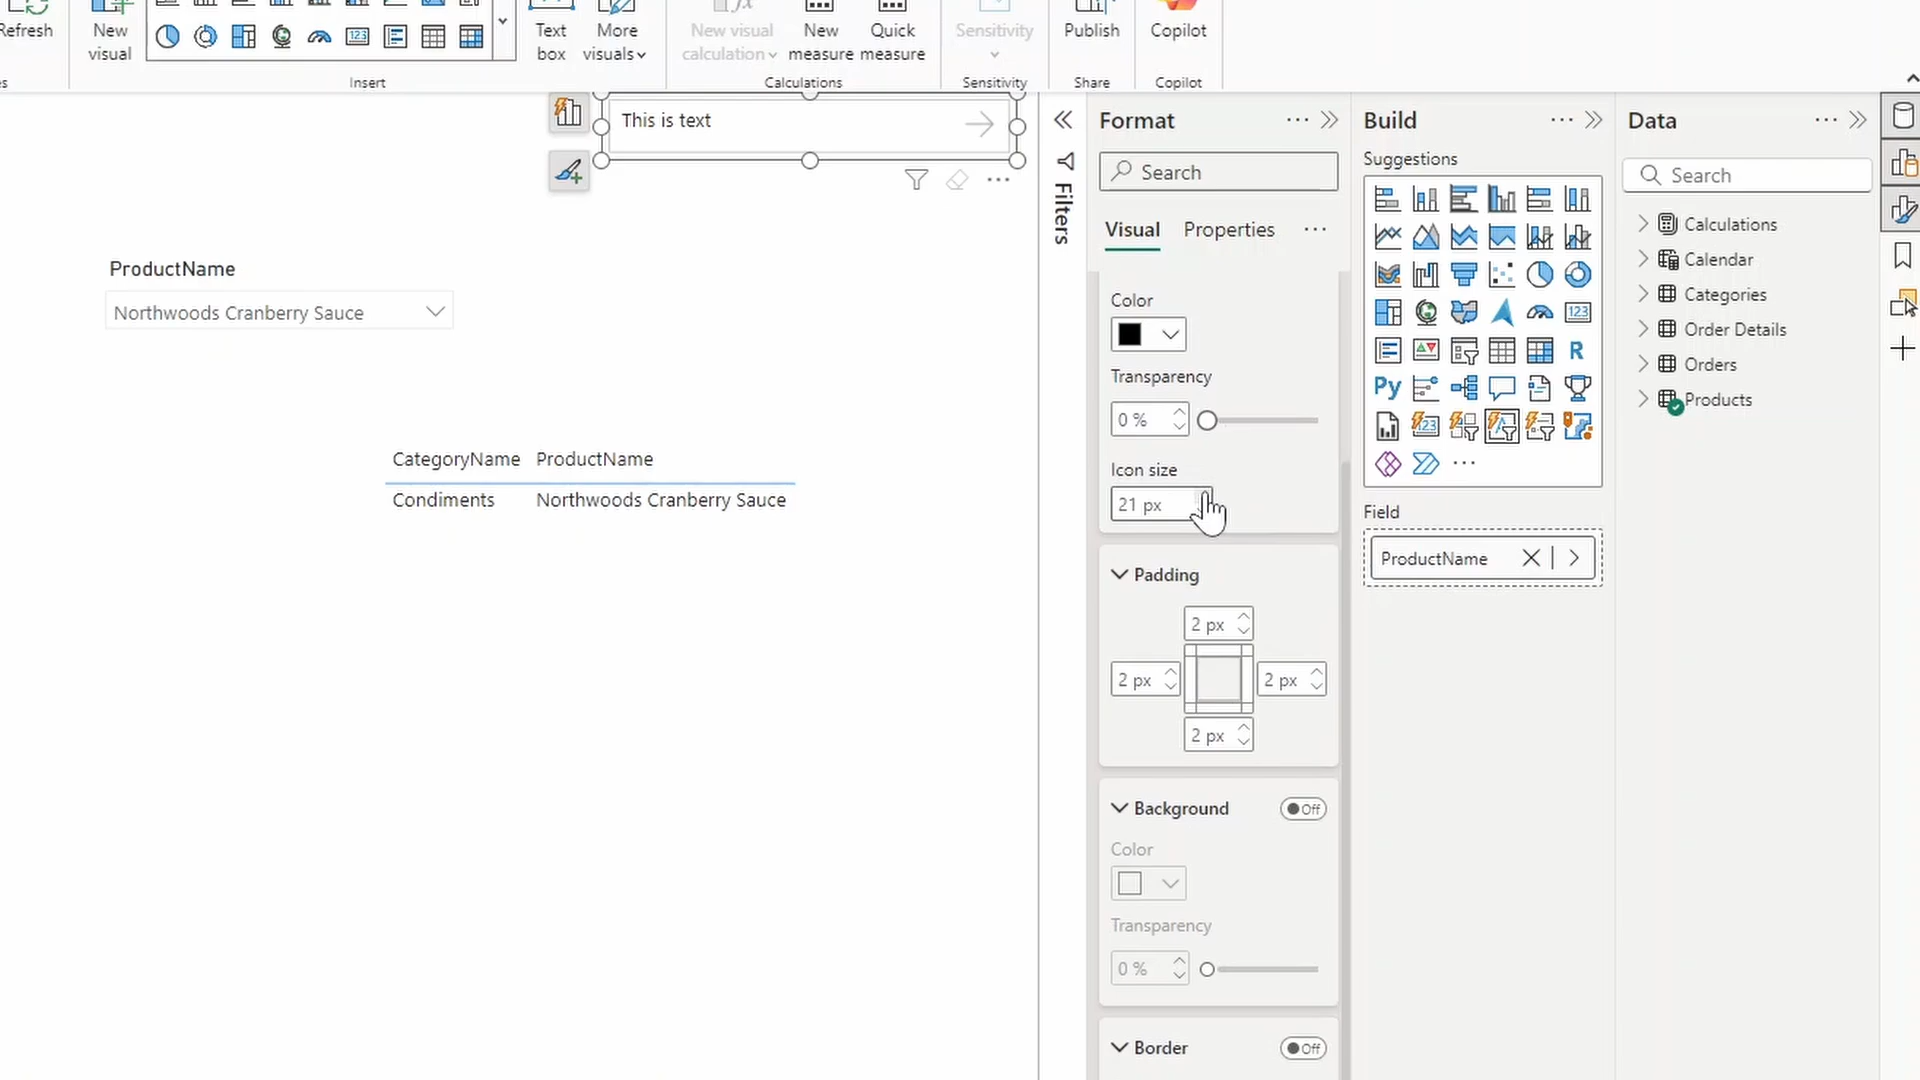 Refresh
New
visual
Text
box
More
visuals
New visual
calculation
New
measure
Quick
measure
Sensitivity
Publish
Copilot
Insert
Calculations
Sensitivity
Share
Copilot
This is text
ProductName
Northwoods Cranberry Sauce
CategoryName ProductName
Condiments Northwoods Cranberry Sauce
Filters
Format
Search
Visual Properties
Color
Transparency
0 %
Icon size
21 px
Padding
2 px
2 px
2 px
2 px
Background
Off
Color
Transparency
0 %
Border
Off
Build
Suggestions
123
R
Py
123
Field
ProductName
Data
Search
Calculations
Calendar
Categories
Order Details
Orders
Products